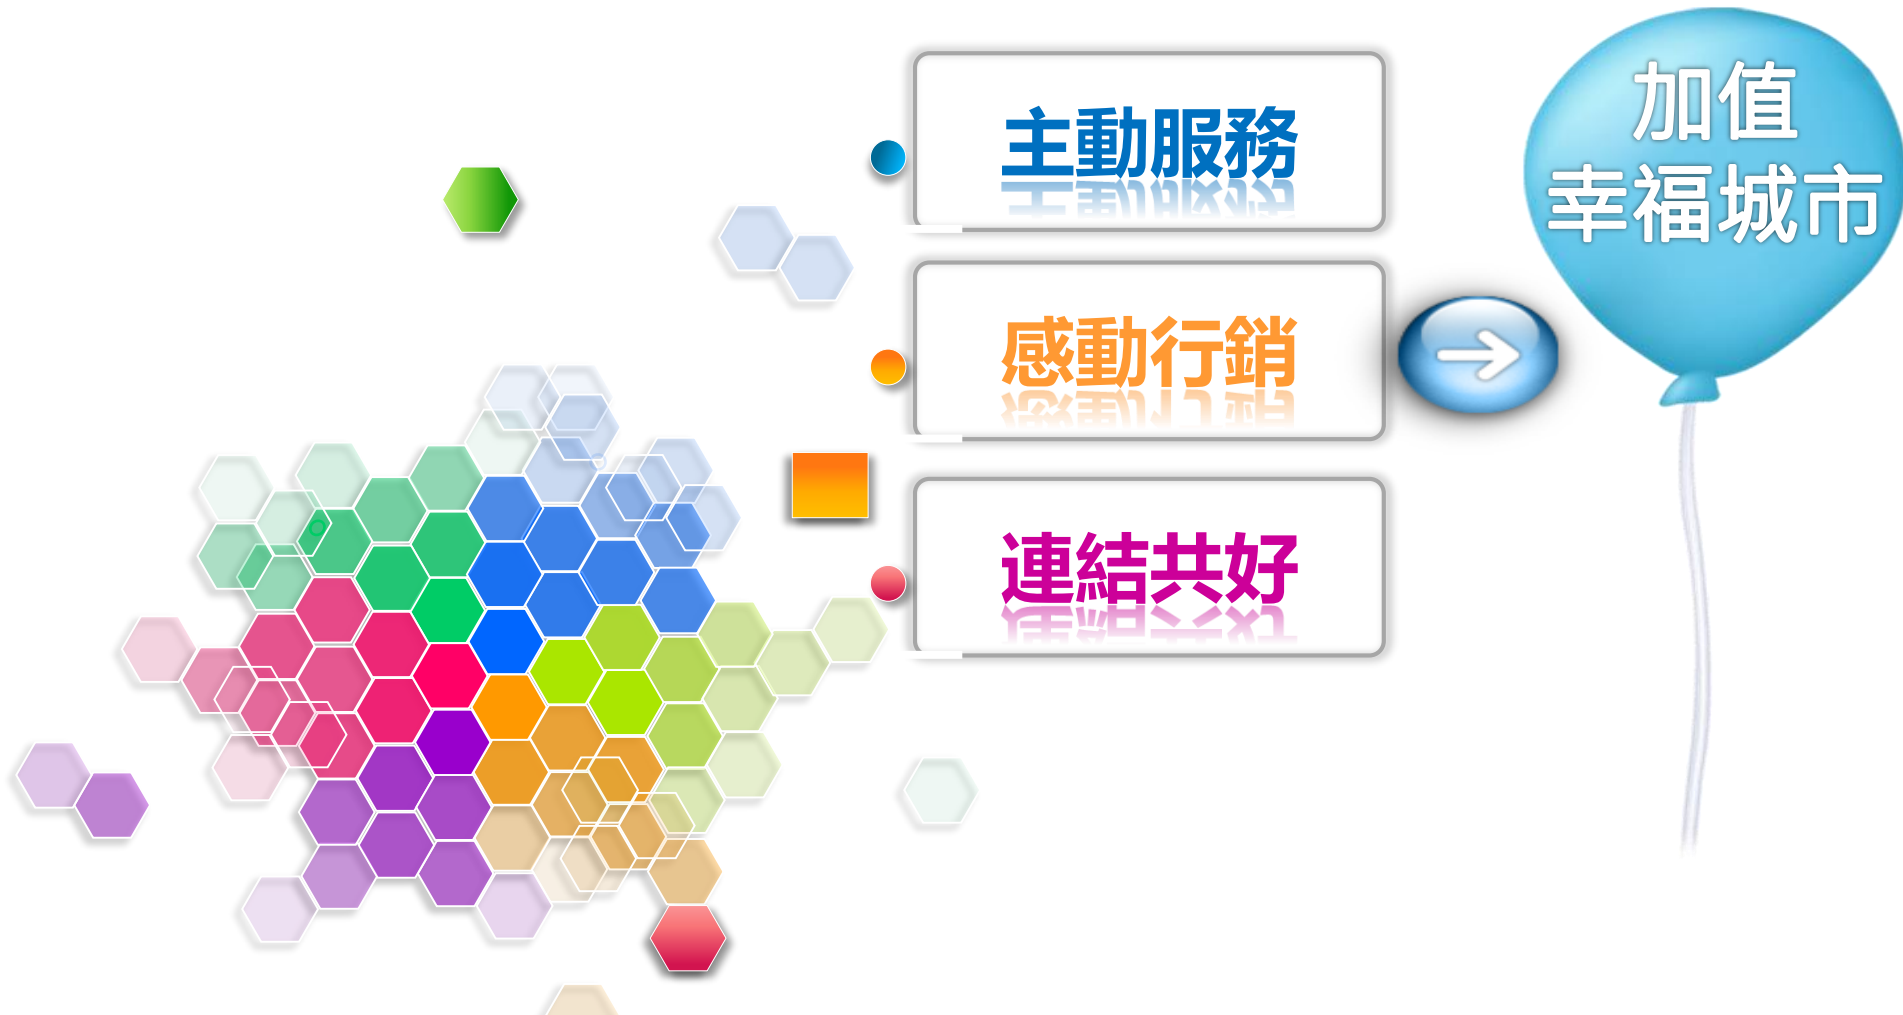 主動服務
感動行銷
連結共好
加值
幸福城市